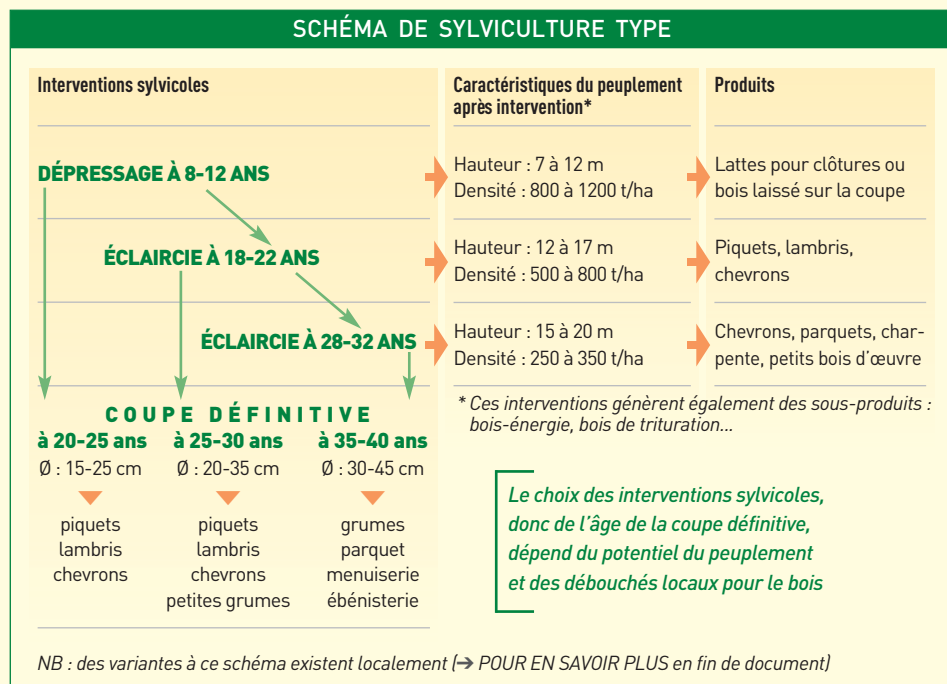 SCHÉMA DE SYLVICULTURE TYPE
Interventions sylvicoles
Caractéristiques du peuplement
après intervention*
Produits
DÉPRESSAGE À 8-12 ANS
Hauteur : 7 à 12 m
Densité : 800 à 1200 t/ha
Lattes pour clôtures ou
bois laissé sur la coupe
ÉCLAIRCIE À 18-22 ANS
Hauteur : 12 à 17 m
Densité : 500 à 800 t/ha
Piquets, lambris,
chevrons
ÉCLAIRCIE À 28-32 ANS
Hauteur : 15 à 20 m
Densité : 250 à 350 t/ha
Chevrons, parquets, char-
pente, petits bois d'œuvre
* Ces interventions génèrent également des sous-produits :
bois-énergie, bois de trituration...
COUPE DÉFINITIVE
à 20-25 ans
Ø : 15-25 cm
piquets
lambris
chevrons
à 25-30 ans
Ø : 20-35 cm
piquets
lambris
chevrons
petites grumes
à 35-40 ans
Ø : 30-45 cm
grumes
parquet
menuiserie
ébénisterie
Le choix des interventions sylvicoles,
donc de l'âge de la coupe définitive,
dépend du potentiel du peuplement
et des débouchés locaux pour le bois
NB : des variantes à ce schéma existent localement (➔ POUR EN SAVOIR PLUS en fin de document)